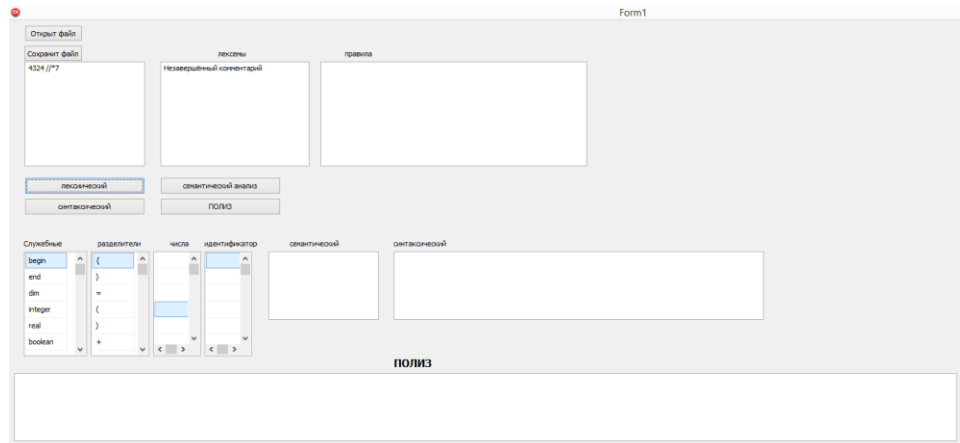 Form1
Открыт файл
Сохранит файл
лексемы
правила
4324 //*7
Незавершённый комментарий
лексический
семантический анализ
синтаксический
ПОЛИЗ
Служебные разделители числа идентификатор семантический синтаксический
begin {
end }
dim =
integer (
real )
boolean +
ПОЛИЗ